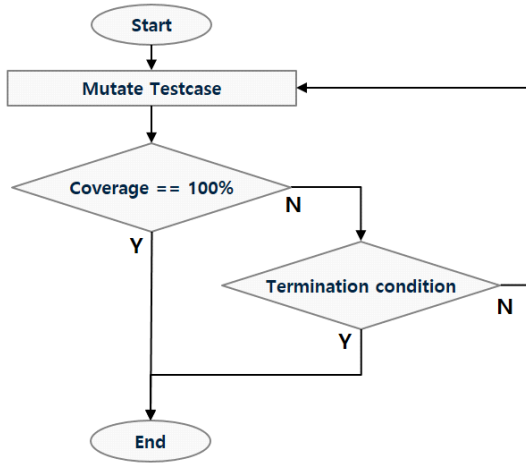 Start
Mutate Testcase
Coverage == 100%
N
Y
Termination condition
N
Y
End